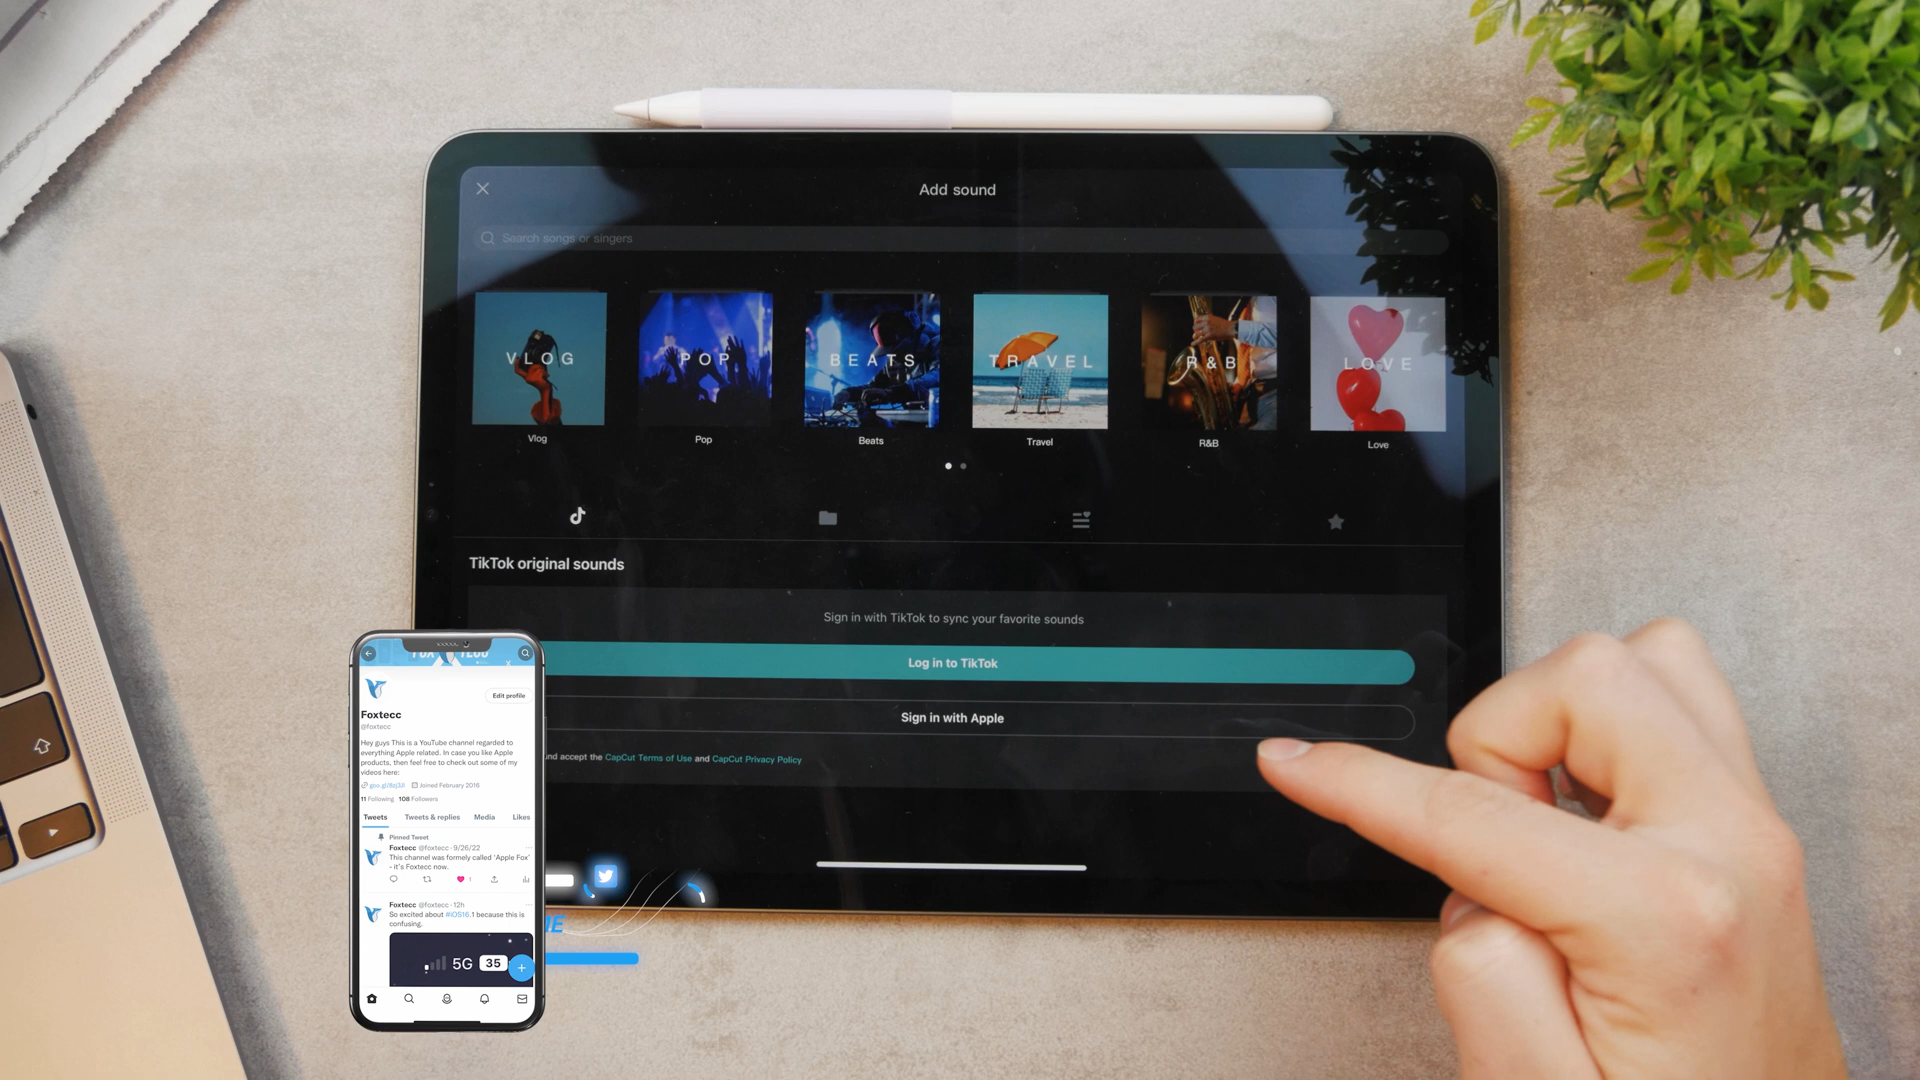 Add sound
Search songs or singers
VLOG
POP
BEATS
TRAVEL
R&B
LOVE
Vlog
Pop
Beats
Travel
R&B
Love
TikTok original sounds
Sign in with TikTok to sync your favorite sounds
Log in to TikTok
Sign in with Apple
and accept the CapCut Terms of Use and CapCut Privacy Policy
Edit profile
Foxtecc
@foxtecc
Hey guys This is a YouTube channel regarded to
everything Apple related. In case you like Apple
products, then feel free to check out some of my
videos here:
Joined February 2016
11 Following 108 Followers
Tweets Tweets & replies Media Likes
Pinned Tweet
Foxtecc @foxtecc · 9/26/22
This channel was formely called 'Apple Fox'
- it's Foxtecc now.
1
Foxtecc @foxtecc · 12h
So excited about #iOS16.1 because this is
confusing.
5G 35